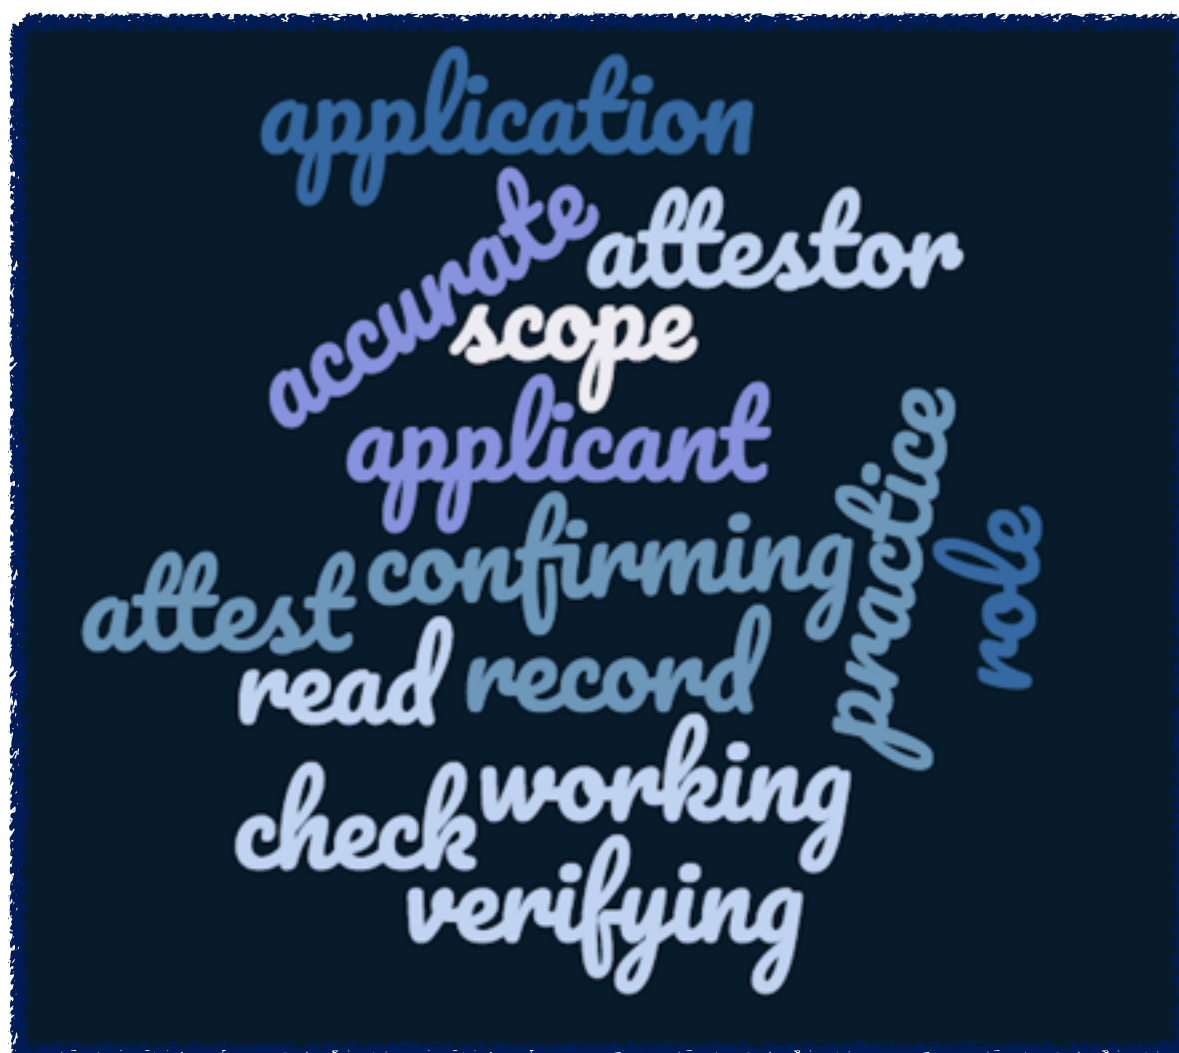 application
accurate
attestor
scope
applicant
practice
confirming
role
attest
read
record
working
check
verifying